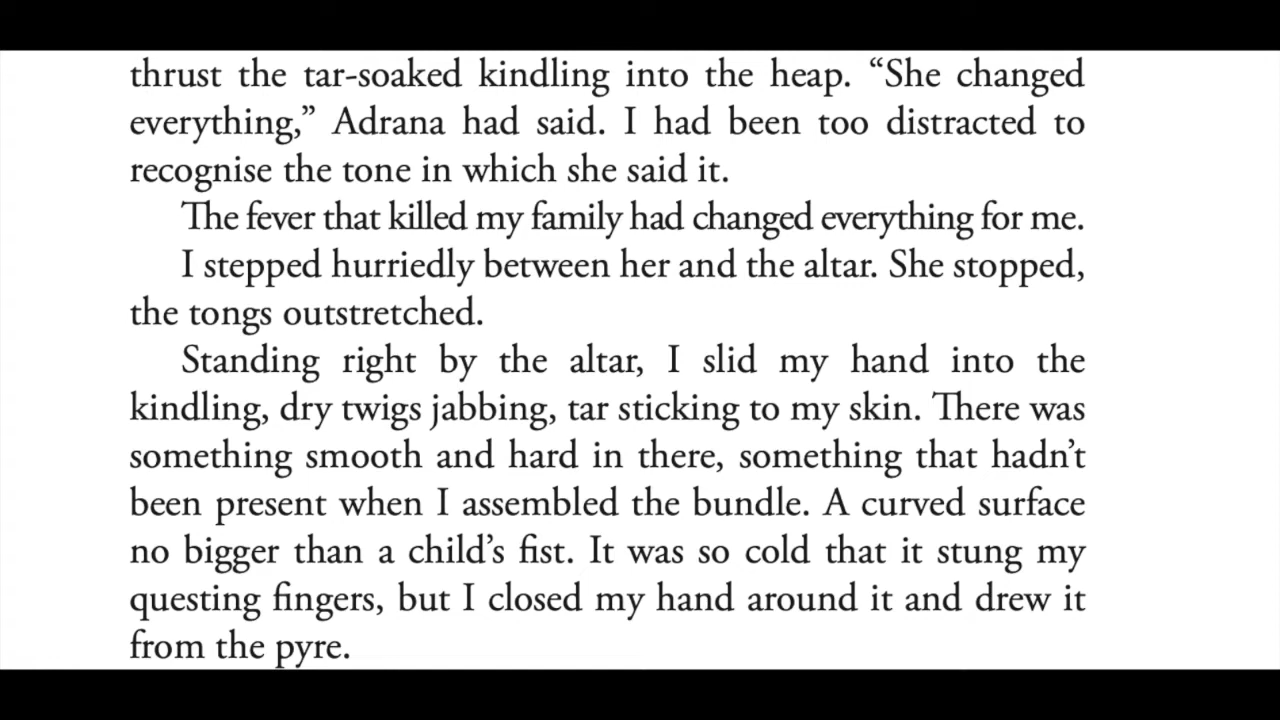 thrust the tar-soaked kindling into the heap. “She changed
everything,” Adrana had said. I had been too distracted to
recognise the tone in which she said it.
The fever that killed my family had changed everything for me.
I stepped hurriedly between her and the altar. She stopped,
the tongs outstretched.
Standing right by the altar, I slid my hand into the
kindling, dry twigs jabbing, tar sticking to my skin. There was
something smooth and hard in there, something that hadn’t
been present when I assembled the bundle. A curved surface
no bigger than a child’s fist. It was so cold that it stung my
questing fingers, but I closed my hand around it and drew it
from the pyre.